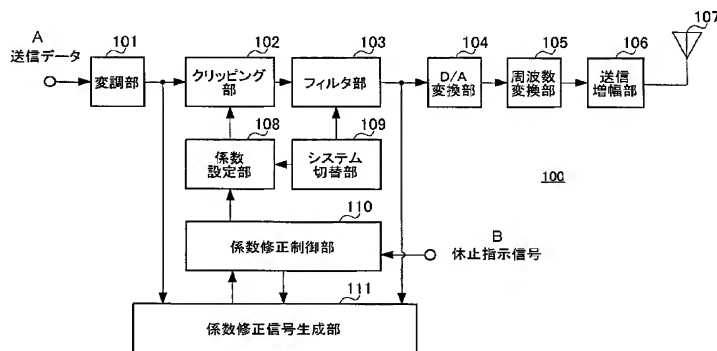 A
送信データ
101
変調部
102
クリッピング
部
103
フィルタ部
104
D/A
変換部
105
周波数
変換部
106
送信
増幅部
107
108
係数
設定部
109
システム
切替部
100
110
係数修正制御部
B
休止指示信号
111
係数修正信号生成部